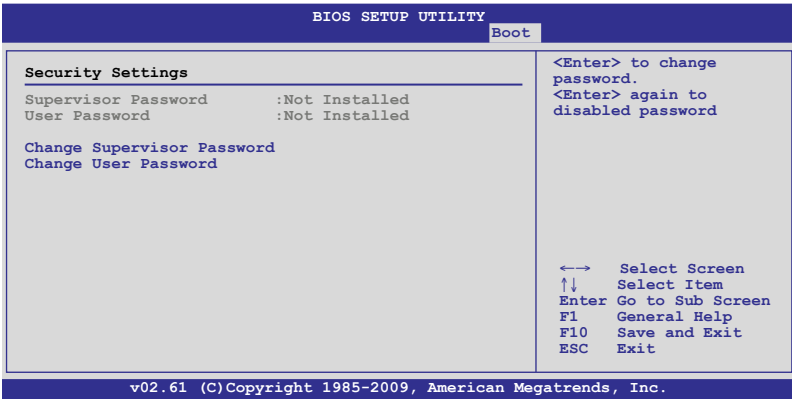 BIOS SETUP UTILITY
Boot
Security Settings
Supervisor Password :Not Installed
User Password :Not Installed
Change Supervisor Password
Change User Password
<Enter> to change
password.
<Enter> again to
disabled password
←→ Select Screen
↑↓ Select Item
Enter Go to Sub Screen
F1 General Help
F10 Save and Exit
ESC Exit
v02.61 (C)Copyright 1985-2009, American Megatrends, Inc.